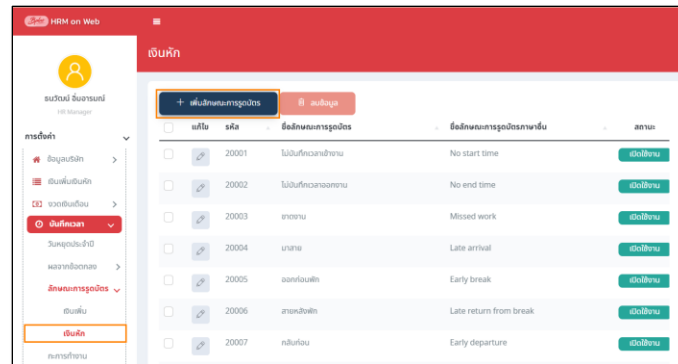 HRM on Web
เงินหัก
ธนวัฒน์ อิ่มอารมณ์
HR Manager
การตั้งค่า
ข้อมูลบริษัท
เงินเพิ่มเงินหัก
งวดเงินเดือน
บันทึกเวลา
วันหยุดประจำปี
ผลจากข้อตกลง
ลักษณะการรูดบัตร
เงินเพิ่ม
เงินหัก
กะการทำงาน
+ เพิ่มลักษณะการรูดบัตร
ลบข้อมูล
แก้ไข รหัส ชื่อลักษณะการรูดบัตร ชื่อลักษณะการรูดบัตรภาษาอื่น สถานะ
20001 ไม่บันทึกเวลาเข้างาน No start time เปิดใช้งาน
20002 ไม่บันทึกเวลาออกงาน No end time เปิดใช้งาน
20003 ขาดงาน Missed work เปิดใช้งาน
20004 มาสาย Late arrival เปิดใช้งาน
20005 ออกก่อนพัก Early break เปิดใช้งาน
20006 สายหลังพัก Late return from break เปิดใช้งาน
20007 กลับก่อน Early departure เปิดใช้งาน